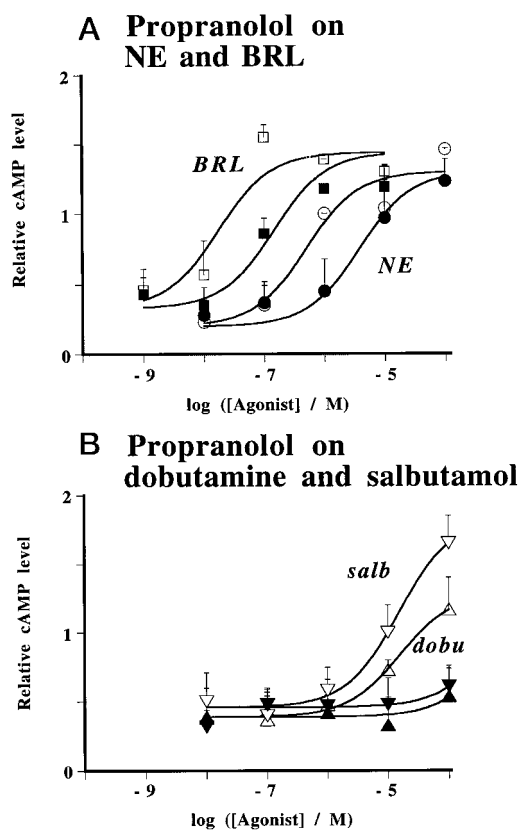 A Propranolol on
NE and BRL
2
Relative cAMP level
BRL
1
NE
0
- 9
- 7
- 5
log ([Agonist] / M)
B Propranolol on
dobutamine and salbutamol
2
Relative cAMP level
salb
1
dobu
0
- 9
- 7
- 5
log ([Agonist] / M)